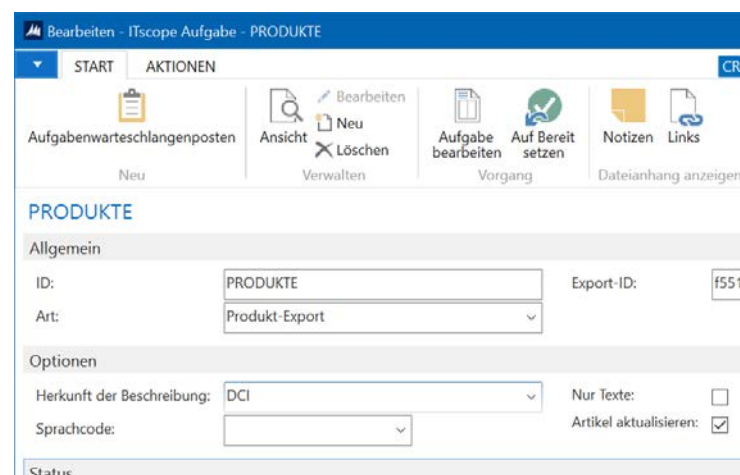 Bearbeiten - ITscope Aufgabe - PRODUKTE
START AKTIONEN CR
Aufgabenwarteschlangenposten
Ansicht
Bearbeiten
Neu
Löschen
Aufgabe bearbeiten
Auf Bereit setzen
Notizen
Links
Neu Verwalten Vorgang Dateianhang anzeigen
PRODUKTE
Allgemein
ID: PRODUKTE Export-ID: f551
Art: Produkt-Export
Optionen
Herkunft der Beschreibung: DCI Nur Texte:
Sprachcode: Artikel aktualisieren:
Status